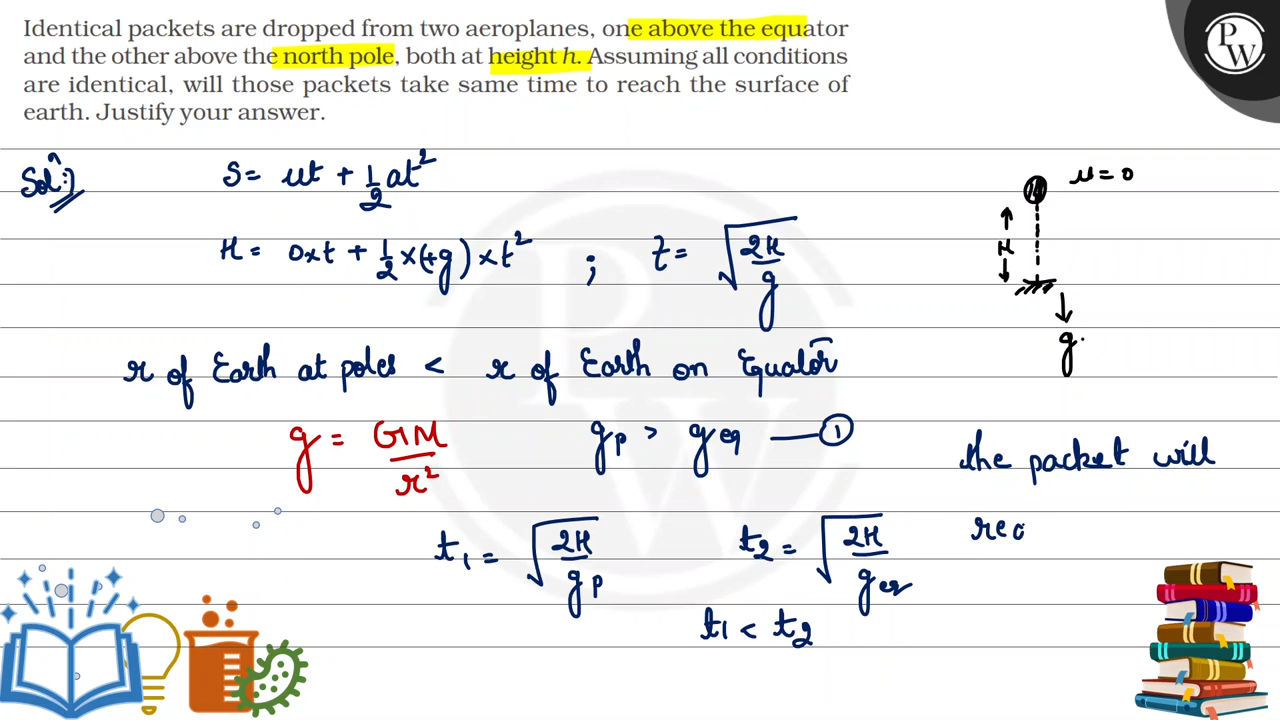 Identical packets are dropped from two aeroplanes, one above the equator
and the other above the north pole, both at height h. Assuming all conditions
are identical, will those packets take same time to reach the surface of
earth. Justify your answer.
PW
Solⁿ:)
S = ut + 1/2 at²
u = 0
H = 0×t + 1/2 × (+g) × t² ; t = √(2H/g)
H
g.
r of Earth at poles < r of Earth on Equator
g = GM/r²
gp > geq — ①
the packet will
rec
t₁ = √(2H/gp)
t₂ = √(2H/geq)
t₁ < t₂